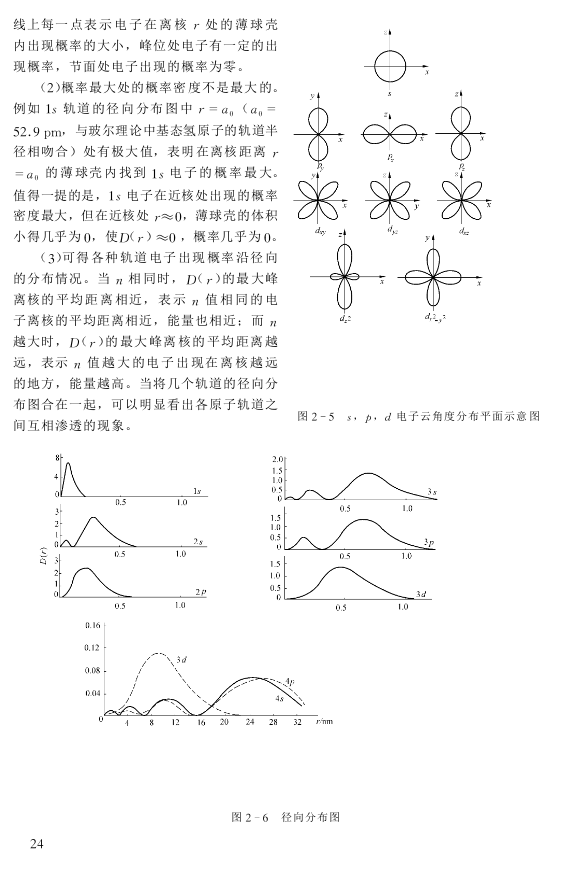 线上每一点表示电子在离核 r 处的薄球壳
内出现概率的大小，峰位处电子有一定的出
现概率，节面处电子出现的概率为零。
（2）概率最大处的概率密度不是最大的。
例如 1s 轨道的径向分布图中 r = a₀（a₀ =
52.9 pm，与玻尔理论中基态氢原子的轨道半
径相吻合）处有极大值，表明在离核距离 r
= a₀ 的薄球壳内找到 1s 电子的概率最大。
值得一提的是，1s 电子在近核处出现的概率
密度最大，但在近核处 r≈0，薄球壳的体积
小得几乎为 0，使D( r ) ≈0 ，概率几乎为 0。
（3）可得各种轨道电子出现概率沿径向
的分布情况。当 n 相同时，D( r )的最大峰
离核的平均距离相近，表示 n 值相同的电
子离核的平均距离相近，能量也相近；而 n
越大时，D( r )的最大峰离核的平均距离越
远，表示 n 值越大的电子出现在离核越远
的地方，能量越高。当将几个轨道的径向分
布图合在一起，可以明显看出各原子轨道之
间互相渗透的现象。
z
x
s
y
x
p_y
z
x
p_x
z
x
p_z
y
x
d_xy
z
y
d_yz
z
x
d_xz
z
x
d_z²
y
x
d_x²-y²
图 2－5 s，p，d 电子云角度分布平面示意图
8
4
0
0.5
1.0
1s
3
2
1
0
0.5
1.0
2s
D(r)
3
2
1
0
0.5
1.0
2p
2.0
1.5
1.0
0.5
0
0.5
1.0
3s
1.5
1.0
0.5
0
0.5
1.0
3p
1.5
1.0
0.5
0
0.5
1.0
3d
0.16
0.12
0.08
0.04
0
4
8
12
16
20
24
28
32
r/nm
3d
4p
4s
图 2－6 径向分布图
24